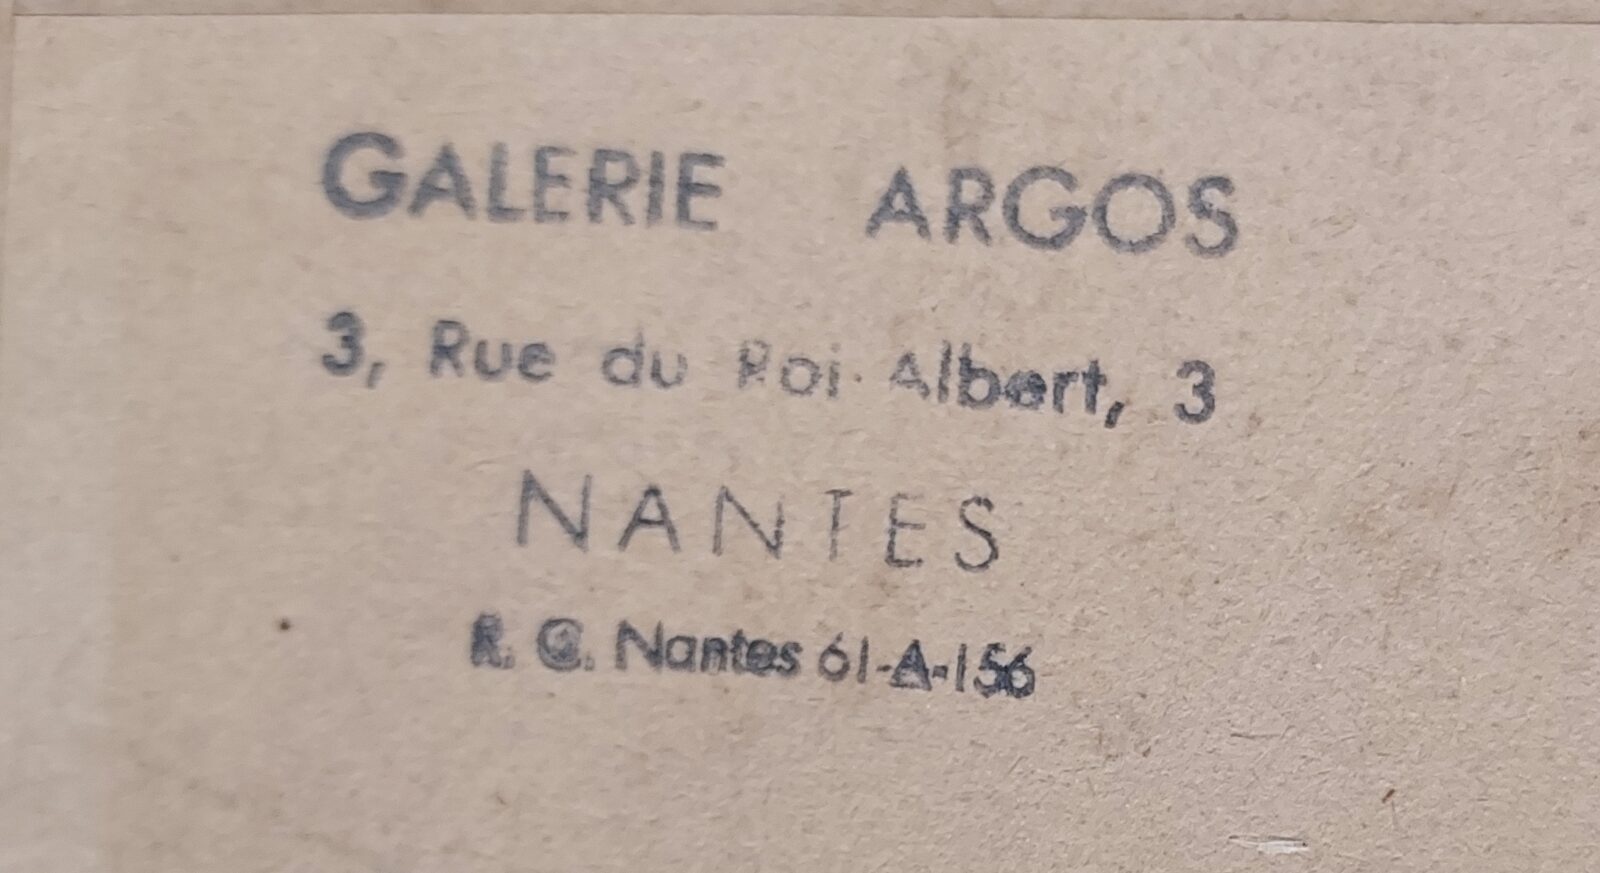 GALERIE ARGOS
3, Rue du Roi Albert, 3
NANTES
R. C. Nantes 61-A-156